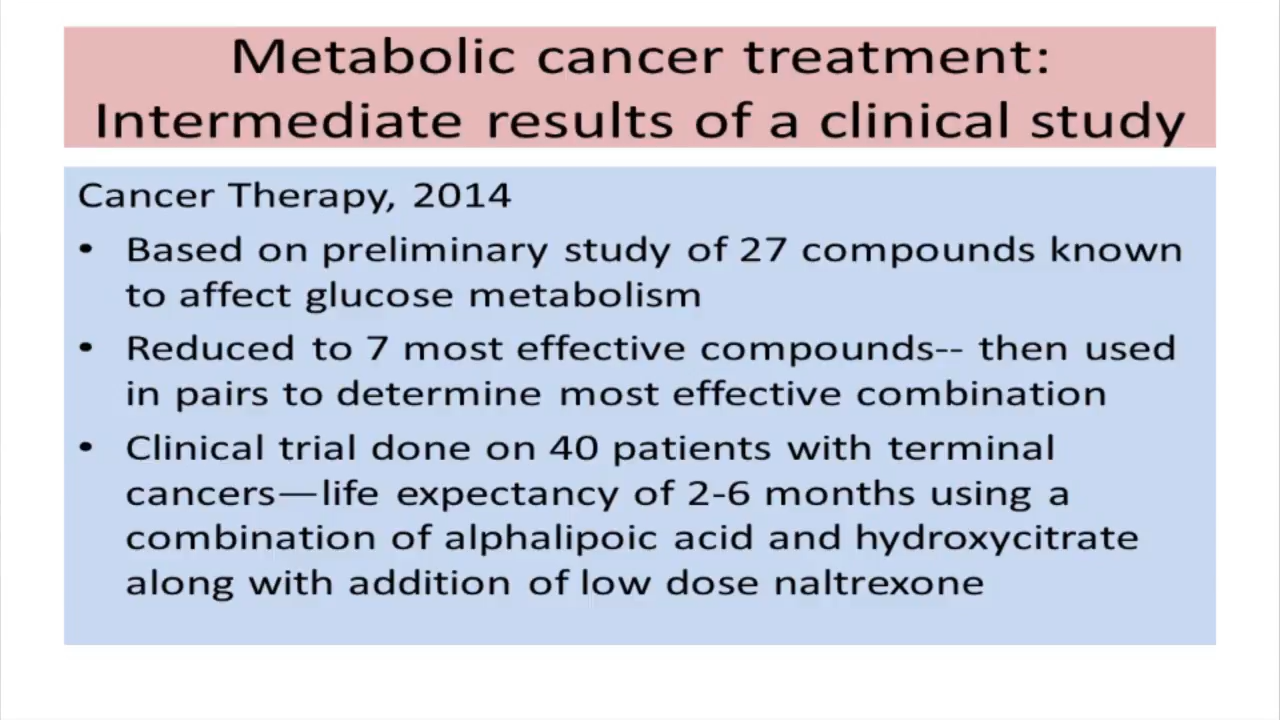 Metabolic cancer treatment:
Intermediate results of a clinical study
Cancer Therapy, 2014
• Based on preliminary study of 27 compounds known
to affect glucose metabolism
• Reduced to 7 most effective compounds-- then used
in pairs to determine most effective combination
• Clinical trial done on 40 patients with terminal
cancers—life expectancy of 2-6 months using a
combination of alphalipoic acid and hydroxycitrate
along with addition of low dose naltrexone